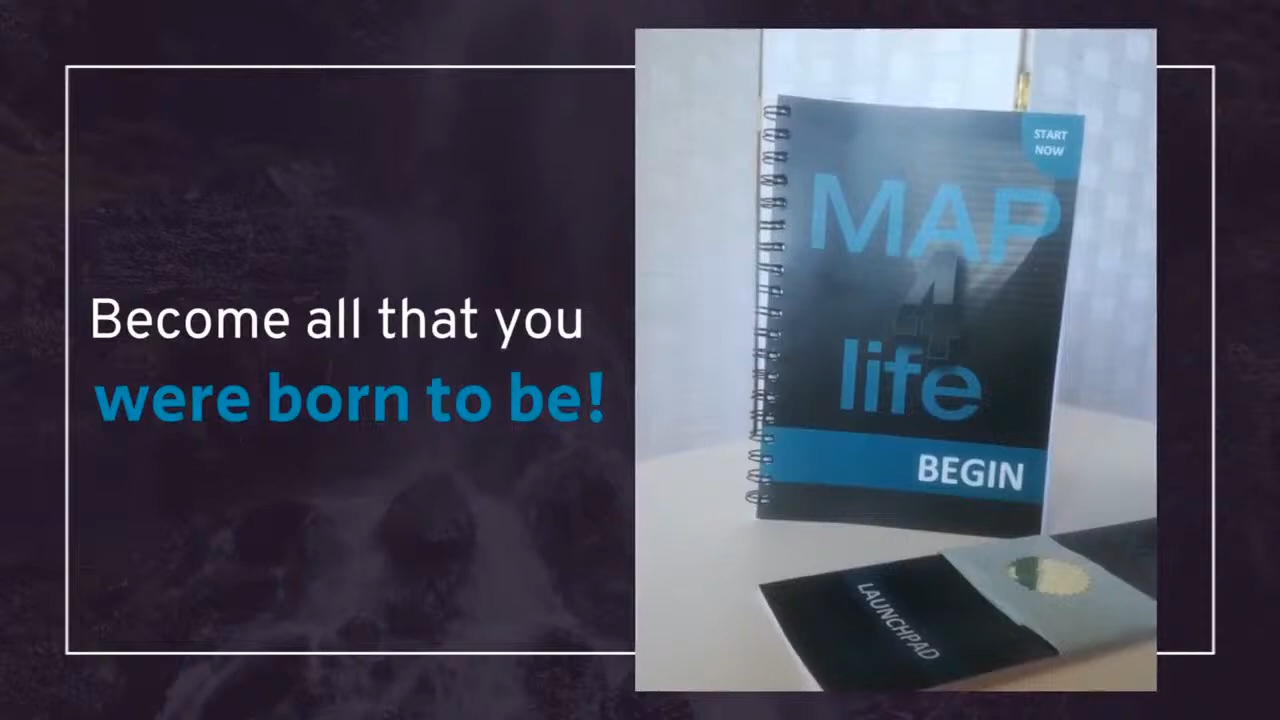 Become all that you
were born to be!
START
NOW
MAP
4
life
BEGIN
LAUNCHPAD